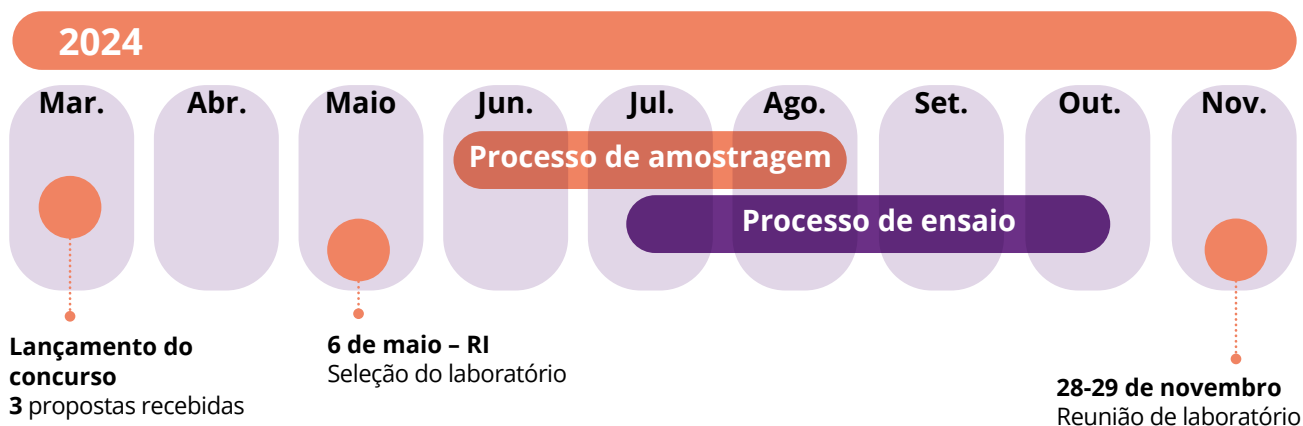 2024
Mar.
Abr.
Maio
Jun.
Jul.
Ago.
Set.
Out.
Nov.
Processo de amostragem
Processo de ensaio
Lançamento do
concurso
3 propostas recebidas
6 de maio – RI
Seleção do laboratório
28-29 de novembro
Reunião de laboratório